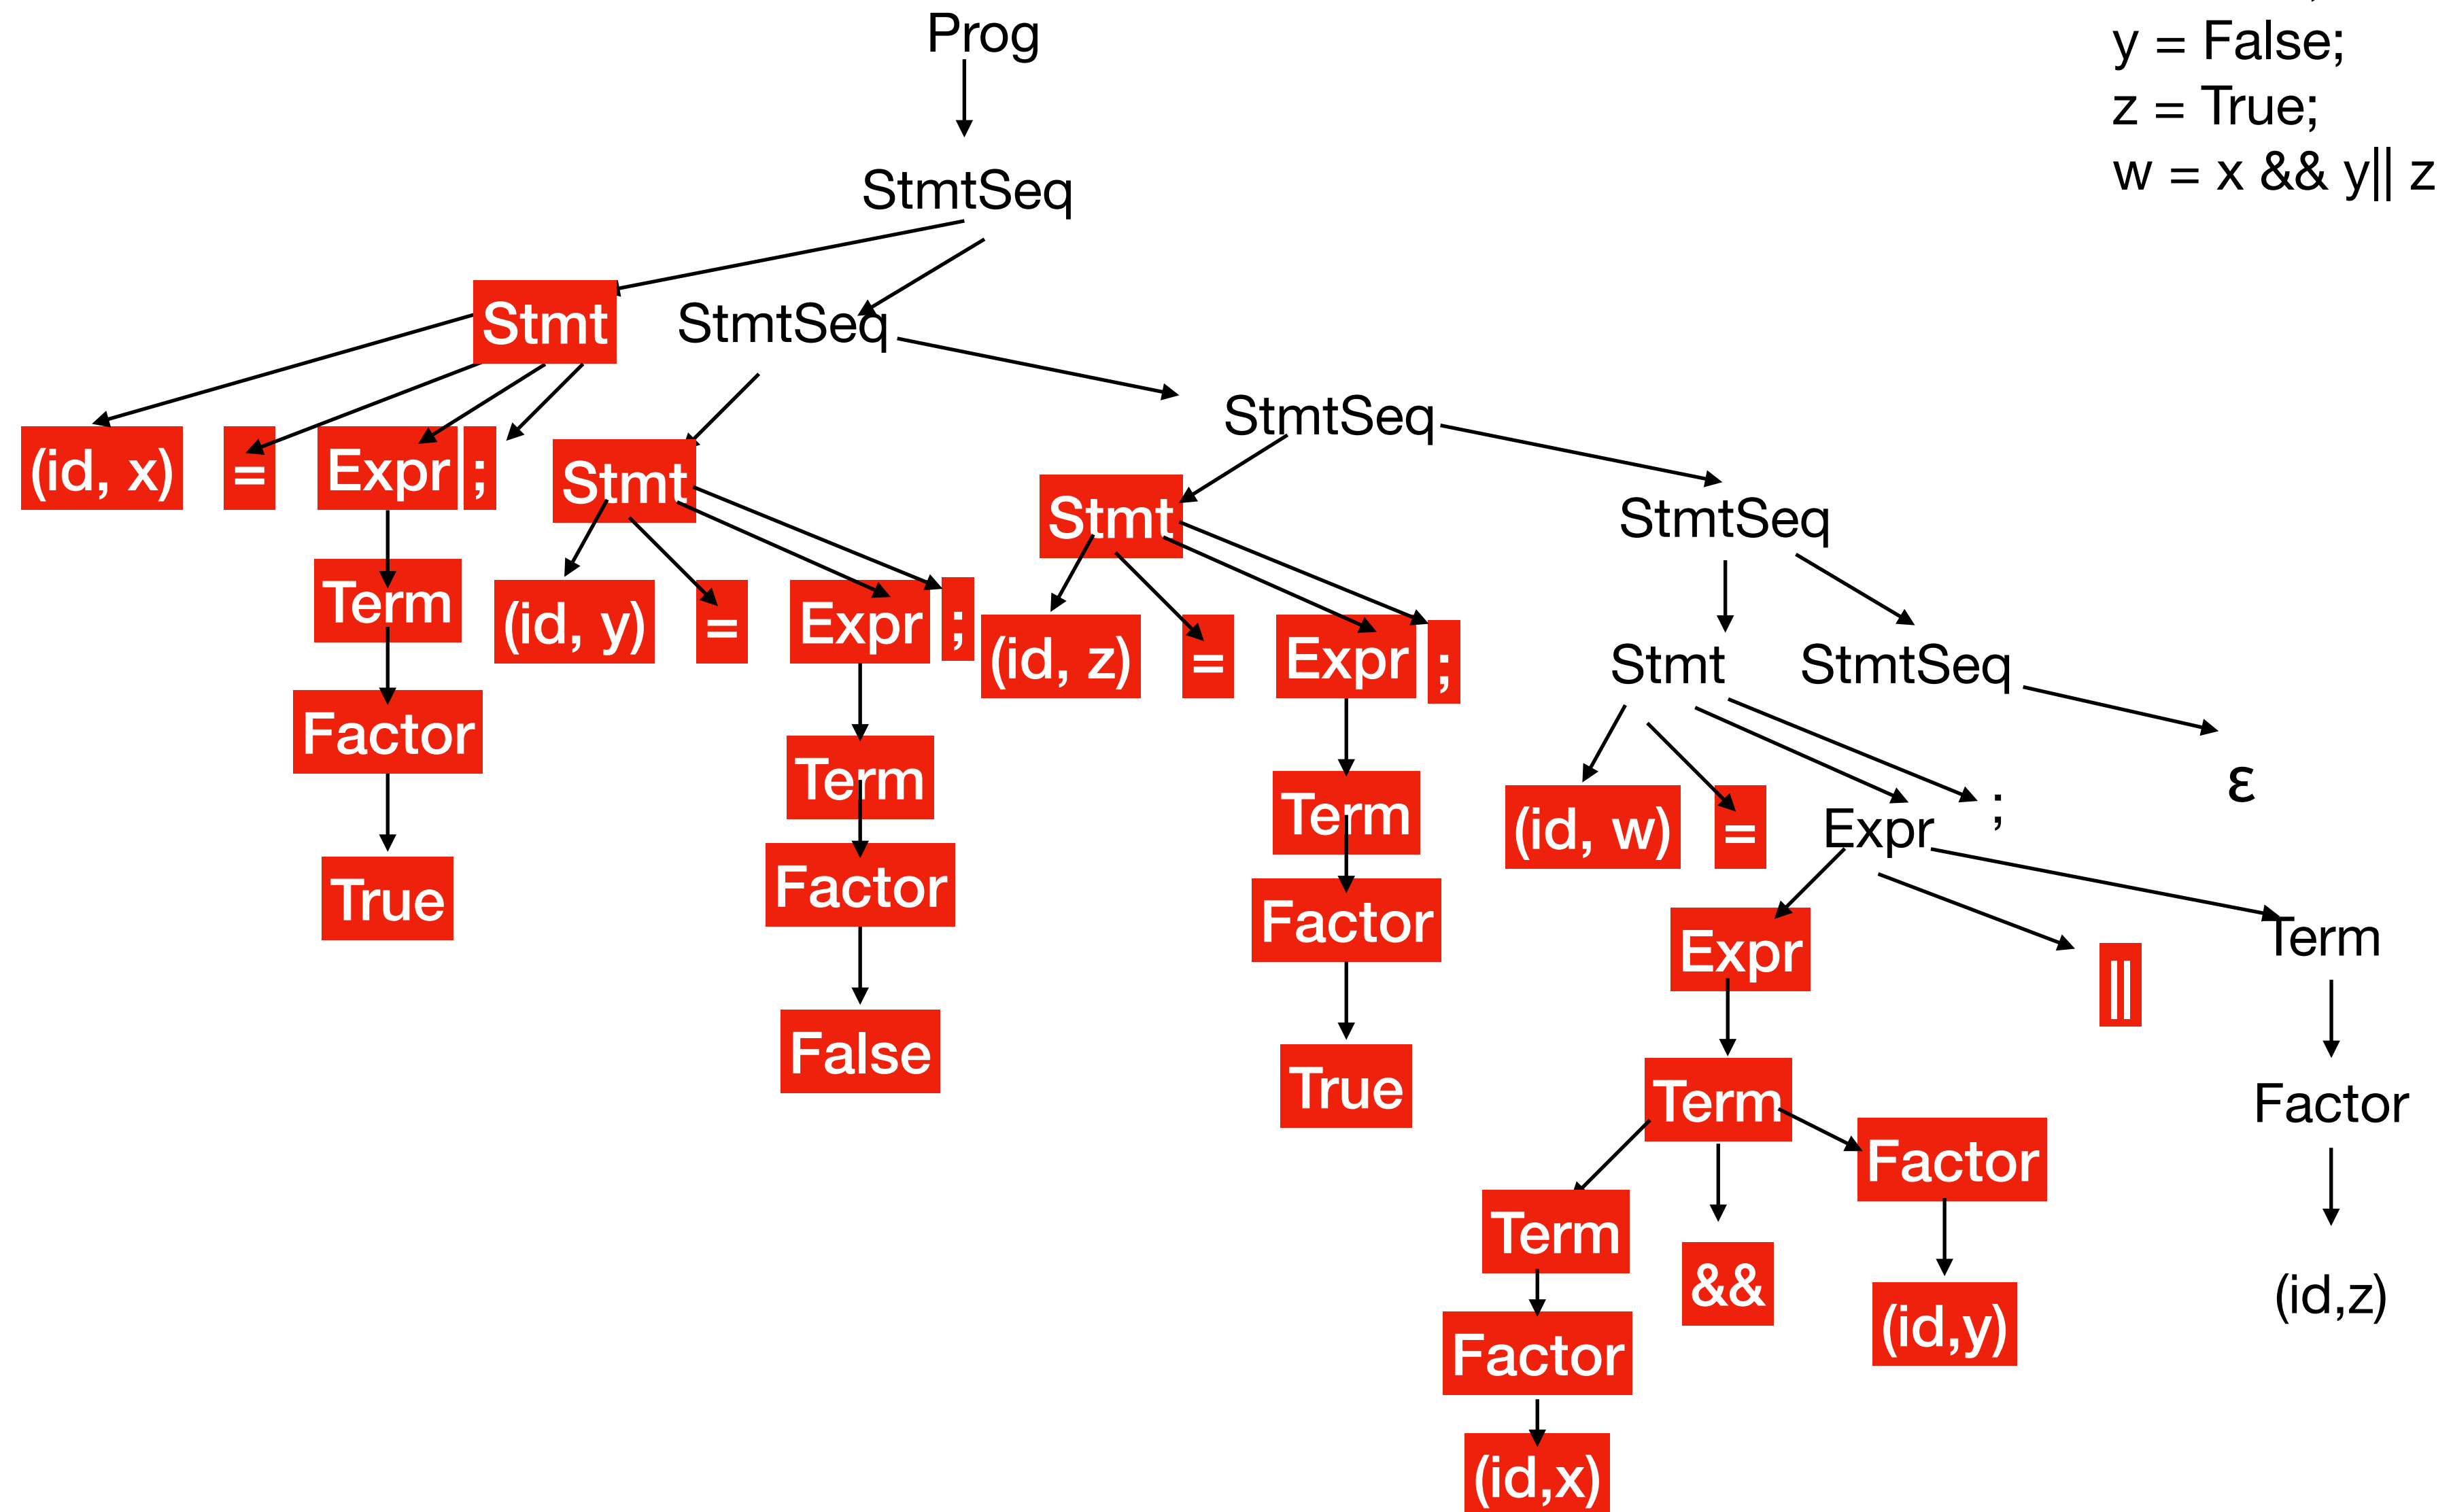 Prog
y = False;
z = True;
w = x && y|| z
StmtSeq
Stmt
StmtSeq
StmtSeq
(id, x)
=
Expr
;
Stmt
Stmt
StmtSeq
Term
(id, y)
=
Expr
;
(id, z)
=
Expr
;
Stmt
StmtSeq
Factor
Term
Term
(id, w)
=
Expr
;
ε
True
Factor
Factor
Expr
||
Term
False
True
Term
Factor
Factor
Term
&&
(id,y)
(id,z)
Factor
(id,x)